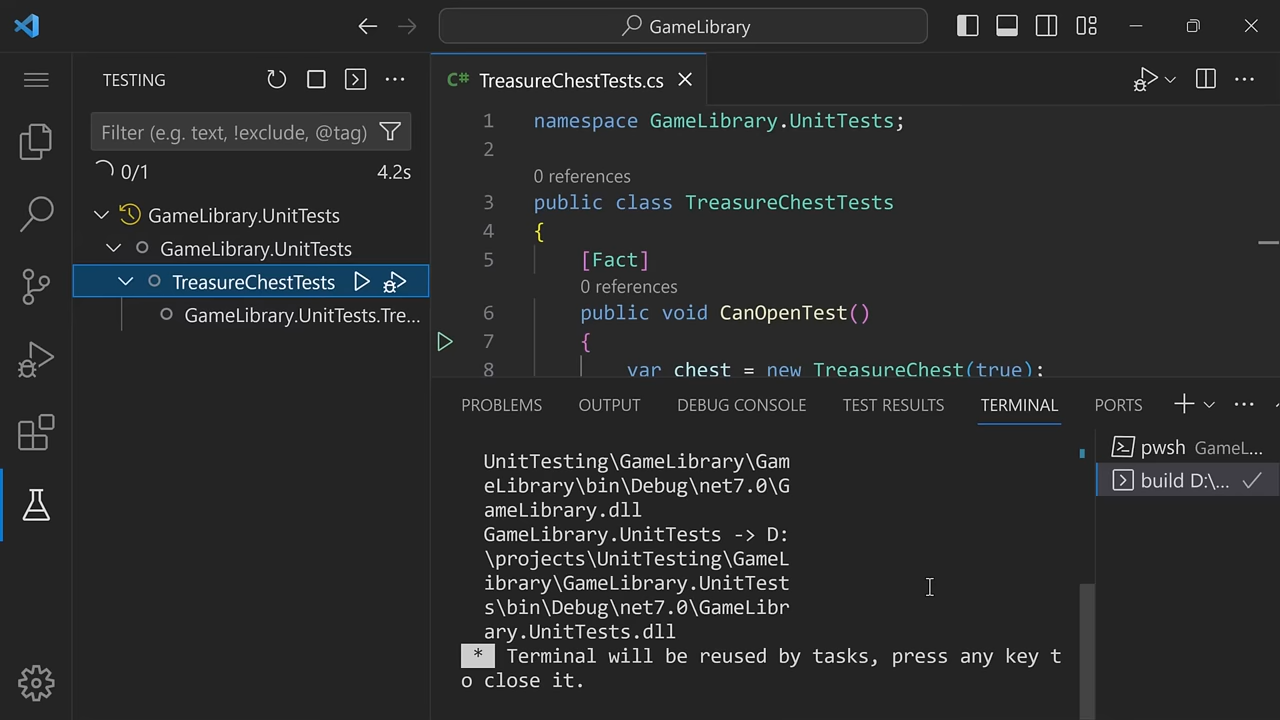 GameLibrary
TESTING
Filter (e.g. text, !exclude, @tag)
0/1
4.2s
GameLibrary.UnitTests
GameLibrary.UnitTests
TreasureChestTests
GameLibrary.UnitTests.Tre...
C# TreasureChestTests.cs
1 namespace GameLibrary.UnitTests;
2
0 references
3 public class TreasureChestTests
4 {
5 [Fact]
0 references
6 public void CanOpenTest()
7 {
8 var chest = new TreasureChest(true);
PROBLEMS OUTPUT DEBUG CONSOLE TEST RESULTS TERMINAL PORTS
UnitTesting\GameLibrary\Gam
eLibrary\bin\Debug\net7.0\G
ameLibrary.dll
GameLibrary.UnitTests -> D:
\projects\UnitTesting\GameL
ibrary\GameLibrary.UnitTest
s\bin\Debug\net7.0\GameLibr
ary.UnitTests.dll
* Terminal will be reused by tasks, press any key t
o close it.
pwsh GameL...
build D:\...